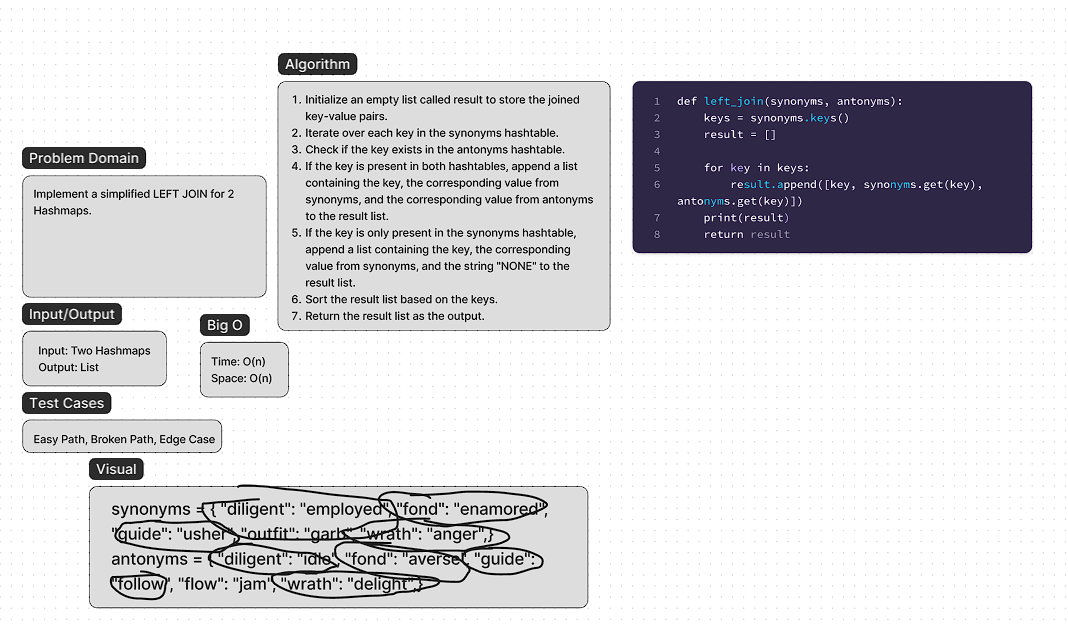 Algorithm
1. Initialize an empty list called result to store the joined
key-value pairs.
2. Iterate over each key in the synonyms hashtable.
3. Check if the key exists in the antonyms hashtable.
4. If the key is present in both hashtables, append a list
containing the key, the corresponding value from
synonyms, and the corresponding value from antonyms
to the result list.
5. If the key is only present in the synonyms hashtable,
append a list containing the key, the corresponding
value from synonyms, and the string "NONE" to the
result list.
6. Sort the result list based on the keys.
7. Return the result list as the output.
1 def left_join(synonyms, antonyms):
2 keys = synonyms.keys()
3 result = []
4
5 for key in keys:
6 result.append([key, synonyms.get(key),
antonyms.get(key)])
7 print(result)
8 return result
Problem Domain
Implement a simplified LEFT JOIN for 2
Hashmaps.
Input/Output
Input: Two Hashmaps
Output: List
Big O
Time: O(n)
Space: O(n)
Test Cases
Easy Path, Broken Path, Edge Case
Visual
synonyms = { "diligent": "employed", "fond": "enamored",
"guide": "usher", "outfit": "garb", "wrath": "anger",}
antonyms = { "diligent": "idle", "fond": "averse", "guide":
"follow", "flow": "jam", "wrath": "delight",}